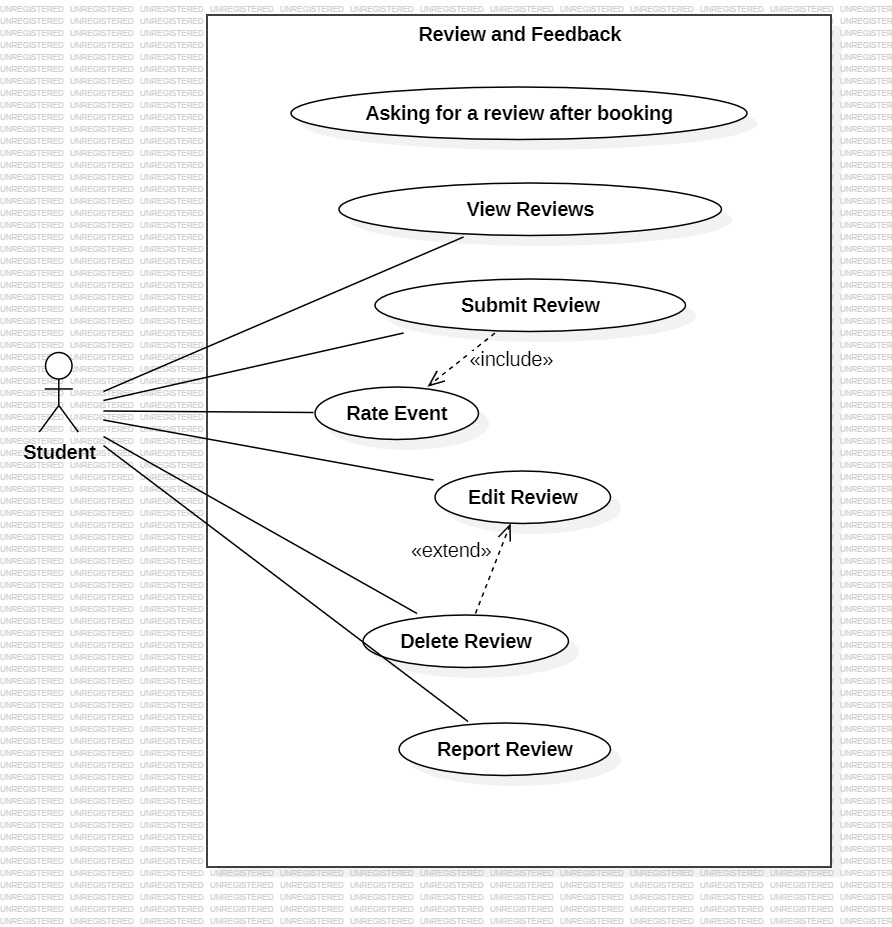 Review and Feedback
Asking for a review after booking
View Reviews
Submit Review
«include»
Rate Event
Student
Edit Review
«extend»
Delete Review
Report Review
UNREGISTERED